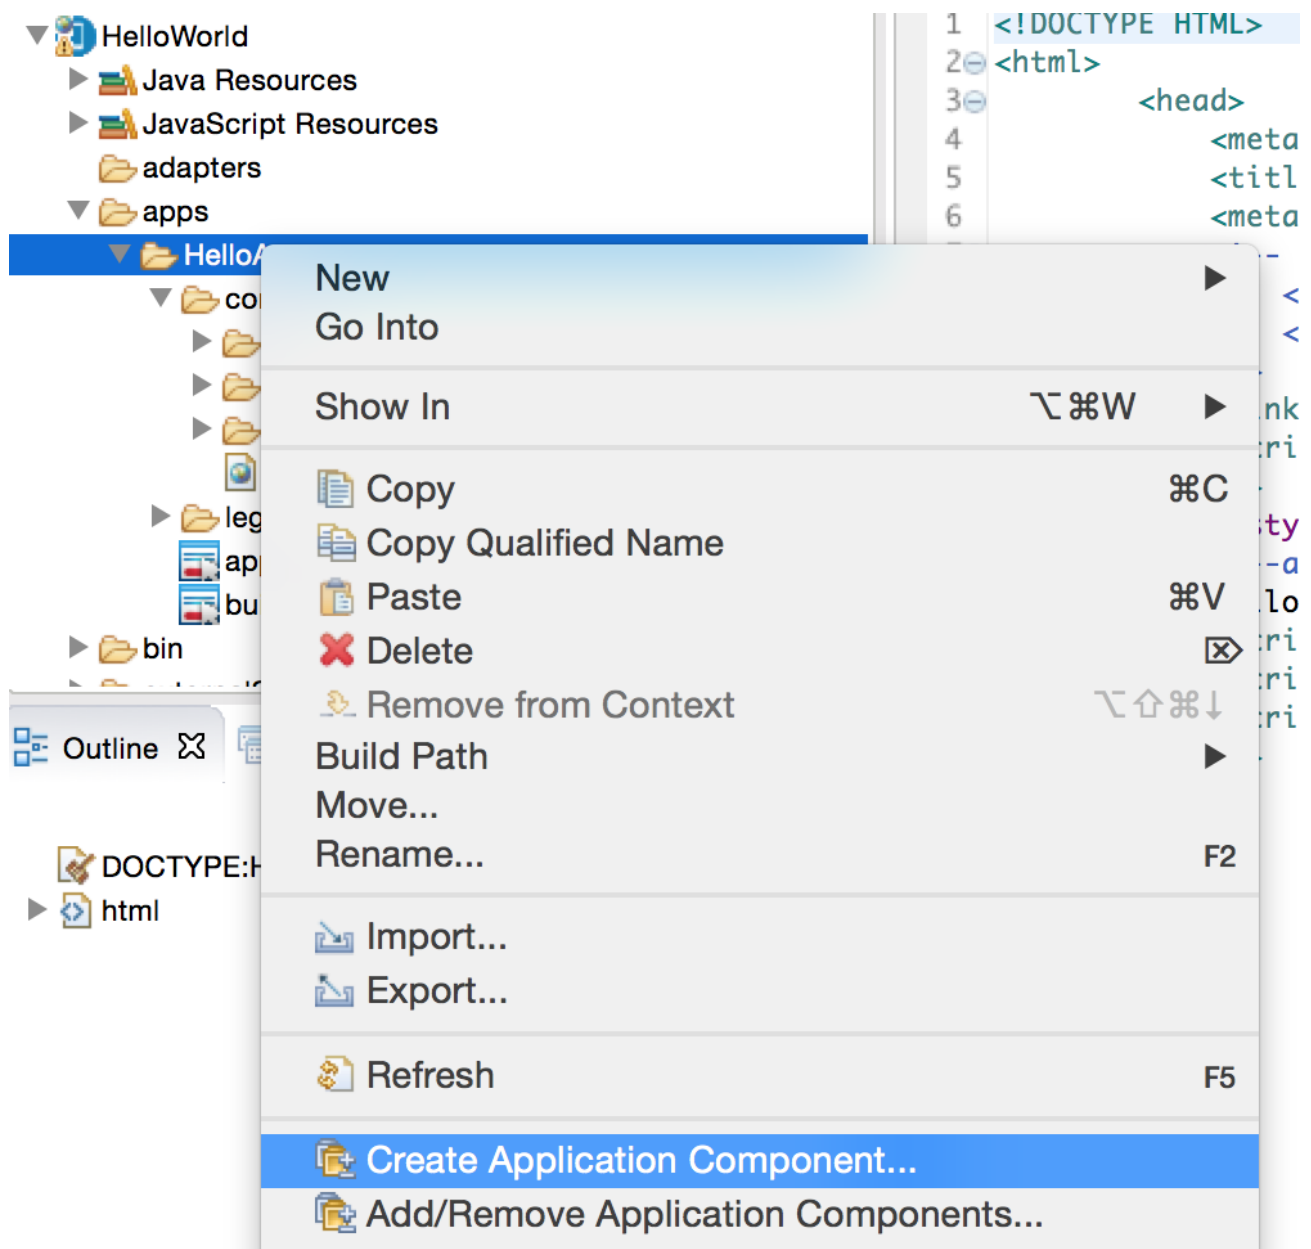 HelloWorld
Java Resources
JavaScript Resources
adapters
apps
bin
Outline
html
1 <!DOCTYPE HTML>
2 <html>
3 <head>
4 <meta
5 <titl
6 <meta
New
Go Into
Show In ⌥⌘W
Copy ⌘C
Copy Qualified Name
Paste ⌘V
Delete ⌦
Remove from Context ⌥⇧⌘↓
Build Path
Move...
Rename... F2
Import...
Export...
Refresh F5
Create Application Component...
Add/Remove Application Components...